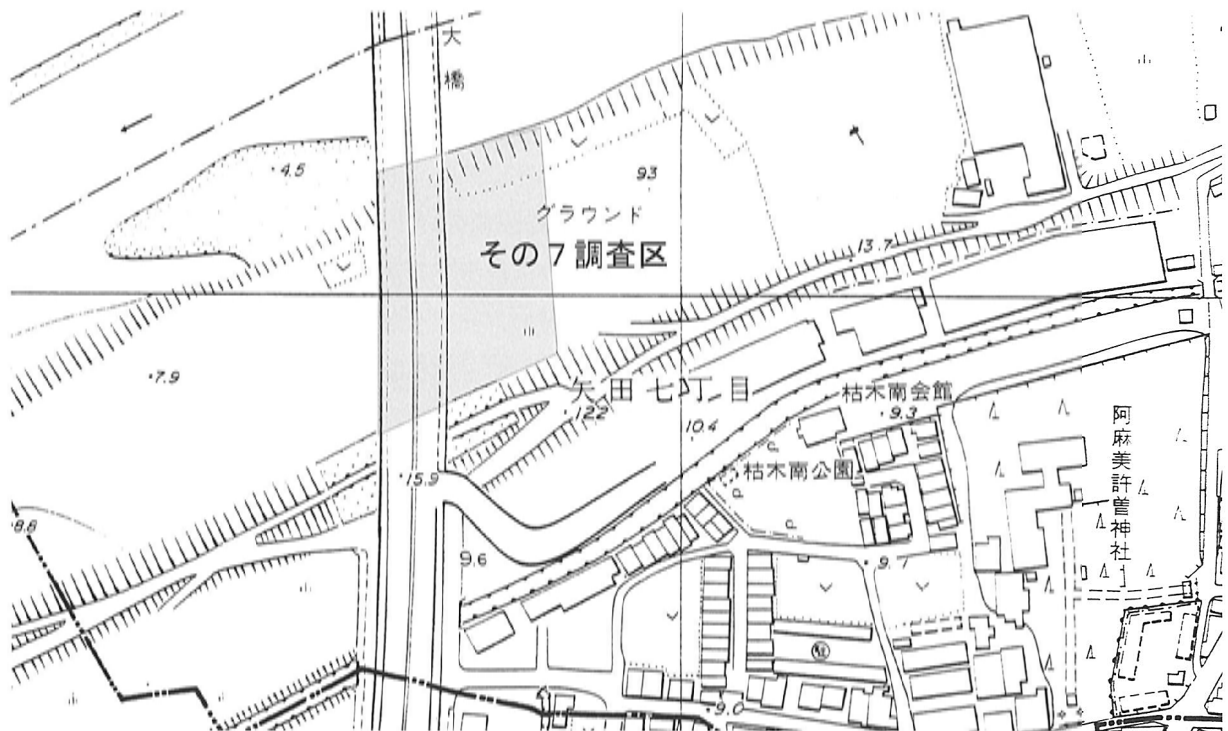 大橋
4.5
93
グラウンド
その7調査区
13.7
7.9
矢田七丁目
122
枯木南会館
9.3
10.4
阿麻美許曽神社
枯木南公園
15.9
8.8
9.6
9.7
9.0